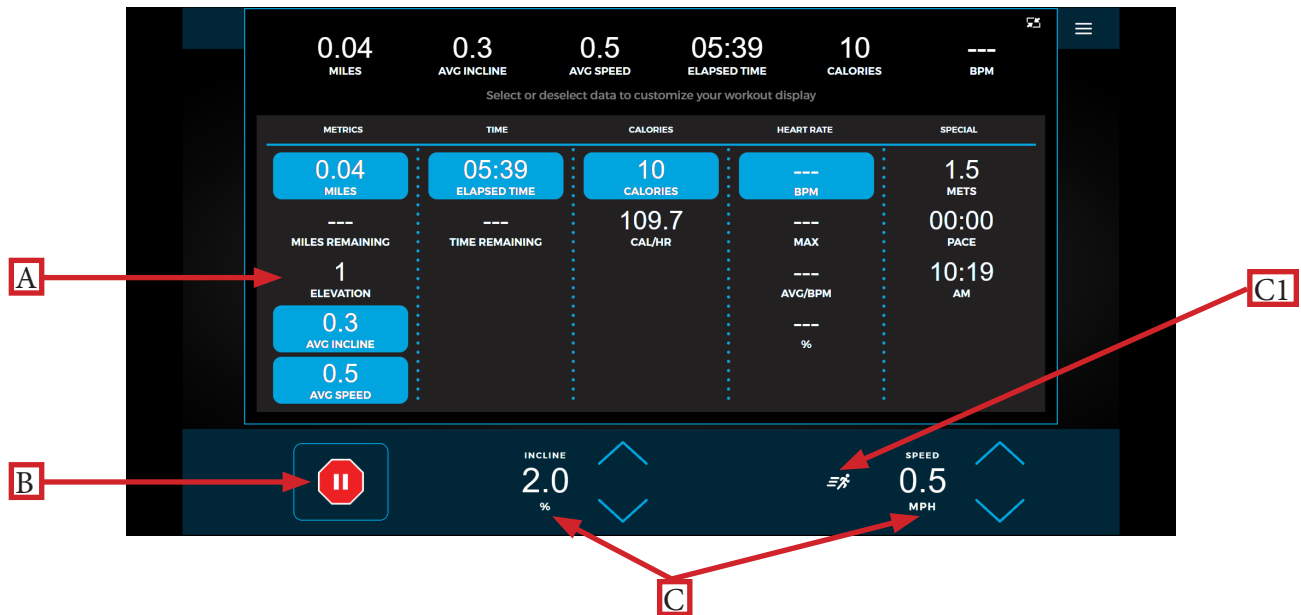 0.04 0.3 0.5 05:39 10 ---
MILES AVG INCLINE AVG SPEED ELAPSED TIME CALORIES BPM
Select or deselect data to customize your workout display
METRICS TIME CALORIES HEART RATE SPECIAL
0.04 05:39 10 --- 1.5
MILES ELAPSED TIME CALORIES BPM METS
--- --- 109.7 --- 00:00
MILES REMAINING TIME REMAINING CAL/HR MAX PACE
A
1 --- 10:19
ELEVATION AVG/BPM AM
C1
0.3 ---
AVG INCLINE %
0.5
AVG SPEED
B
INCLINE SPEED
2.0 0.5
% MPH
C